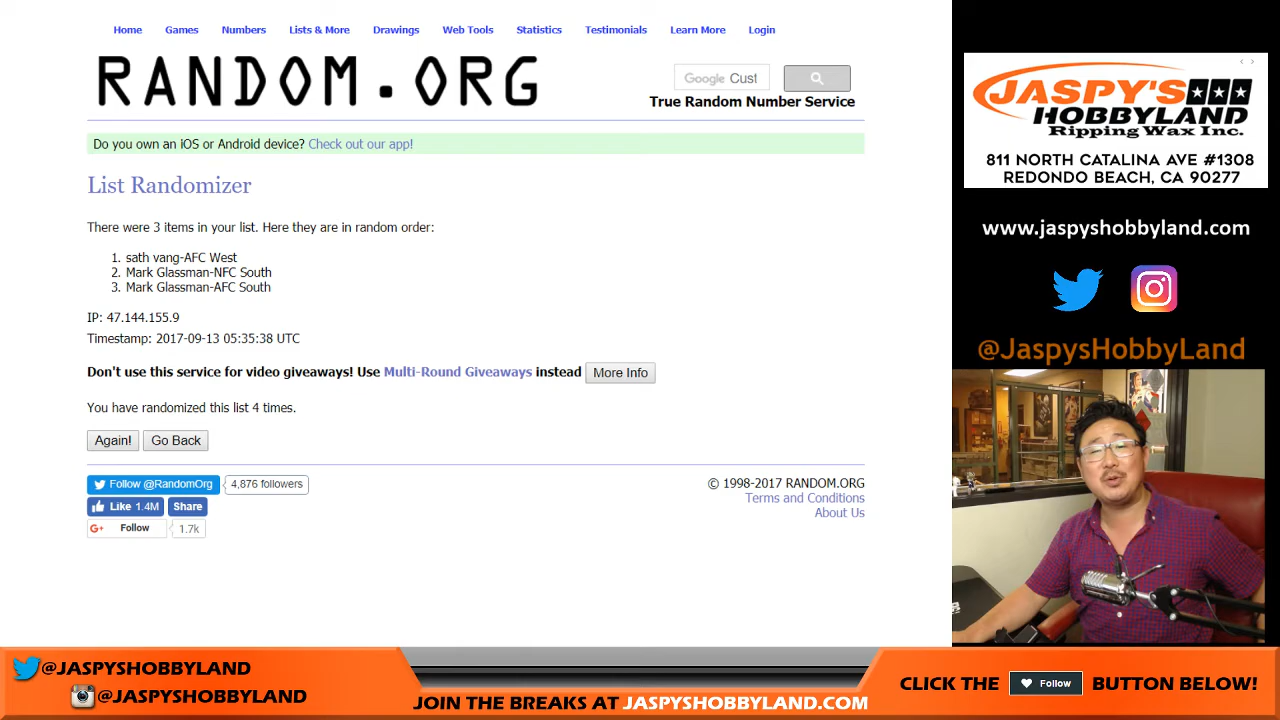 Home Games Numbers Lists & More Drawings Web Tools Statistics Testimonials Learn More Login
RANDOM.ORG
Google Cust
True Random Number Service
Do you own an iOS or Android device? Check out our app!
List Randomizer
There were 3 items in your list. Here they are in random order:
1. sath vang-AFC West
2. Mark Glassman-NFC South
3. Mark Glassman-AFC South
IP: 47.144.155.9
Timestamp: 2017-09-13 05:35:38 UTC
Don't use this service for video giveaways! Use Multi-Round Giveaways instead More Info
You have randomized this list 4 times.
Again! Go Back
Follow @RandomOrg 4,876 followers
Like 1.4M Share
G+ Follow 1.7k
© 1998-2017 RANDOM.ORG
Terms and Conditions
About Us
JASPY'S
HOBBYLAND
Ripping Wax Inc.
811 NORTH CATALINA AVE #1308
REDONDO BEACH, CA 90277
www.jaspyshobbyland.com
@JaspysHobbyLand
@JASPYSHOBBYLAND
@JASPYSHOBBYLAND
JOIN THE BREAKS AT JASPYSHOBBYLAND.COM
CLICK THE Follow BUTTON BELOW!